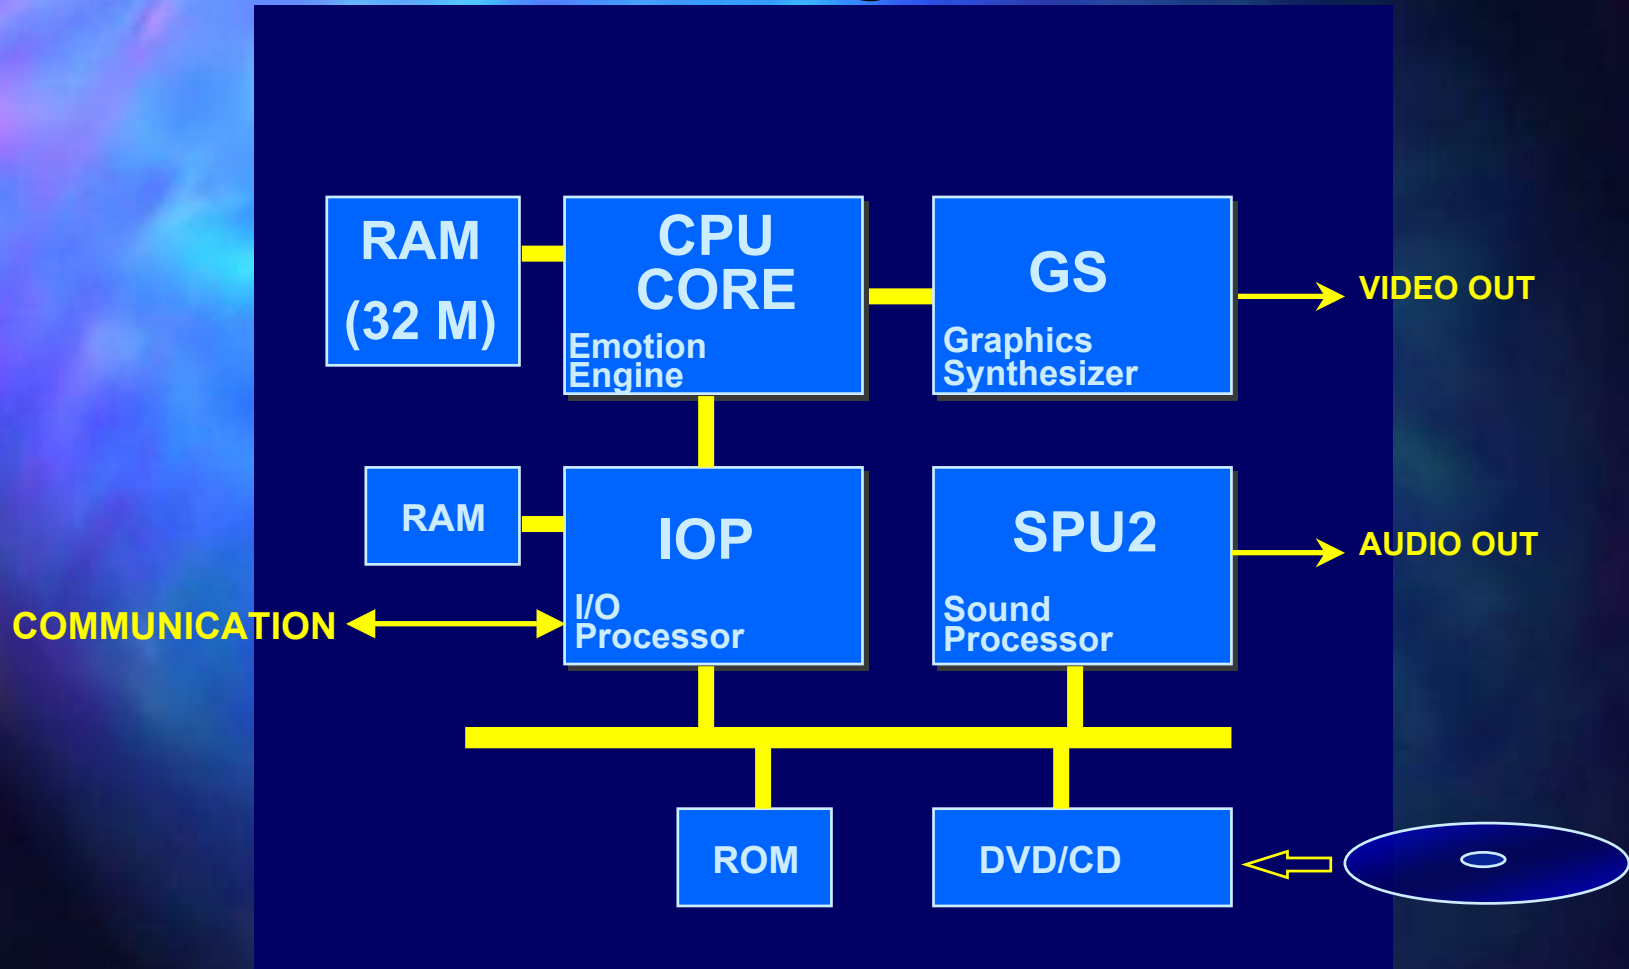 RAM
(32 M)
CPU
CORE
Emotion
Engine
GS
Graphics
Synthesizer
VIDEO OUT
RAM
IOP
I/O
Processor
SPU2
Sound
Processor
AUDIO OUT
COMMUNICATION
ROM
DVD/CD